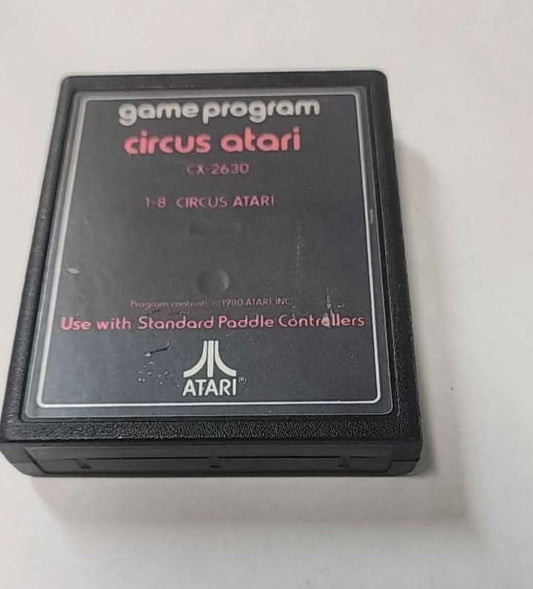 game program
circus atari
CX-2630
1-8 CIRCUS ATARI
Program contents © 1980 ATARI, INC.
Use with Standard Paddle Controllers
ATARI®